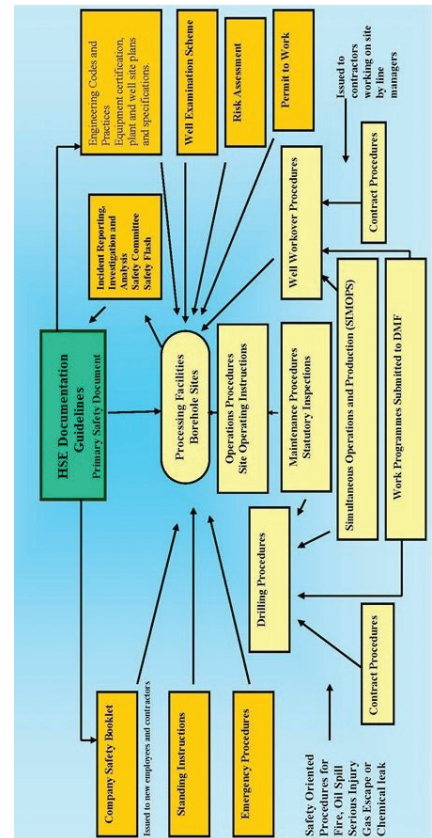 HSE Documentation
Guidelines
Primary Safety Document
Company Safety Booklet
Issued to new employees and contractors
Standing Instructions
Emergency Procedures
Incident Reporting,
Investigation and
Analysis
Safety Committee
Safety Flash
Engineering Codes and
Practices
Equipment certification,
plant and well site plans
and specifications.
Well Examination Scheme
Risk Assessment
Permit to Work
Processing Facilities
Borehole Sites
Operations Procedures
Site Operating Instructions
Maintenance Procedures
Statutory Inspections
Drilling Procedures
Well Workover Procedures
Simultaneous Operations and Production (SIMOPS)
Work Programmes Submitted to DMF
Safety Oriented
Procedures for
Fire, Oil Spill
Serious Injury
Gas Escape or
Chemical leak
Contract Procedures
Contract Procedures
Issued to
contractors
working on site
by line
managers